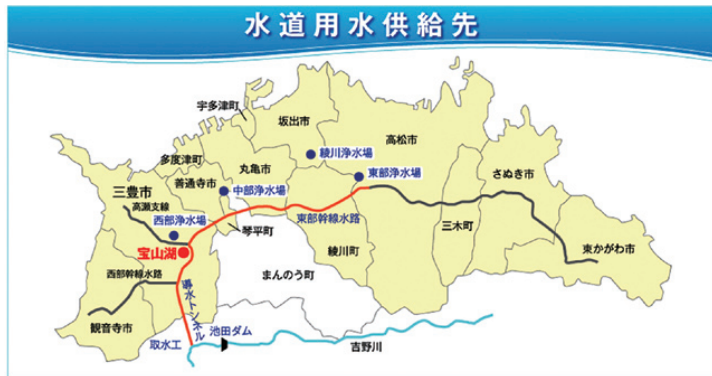 水道用水供給先
宇多津町
坂出市
高松市
多度津町
丸亀市
綾川浄水場
善通寺市
中部浄水場
東部浄水場
さぬき市
三豊市
高瀬支線
西部浄水場
東部幹線水路
琴平町
三木町
宝山湖
綾川町
東かがわ市
まんのう町
西部幹線水路
導水トンネル
観音寺市
池田ダム
取水工
吉野川